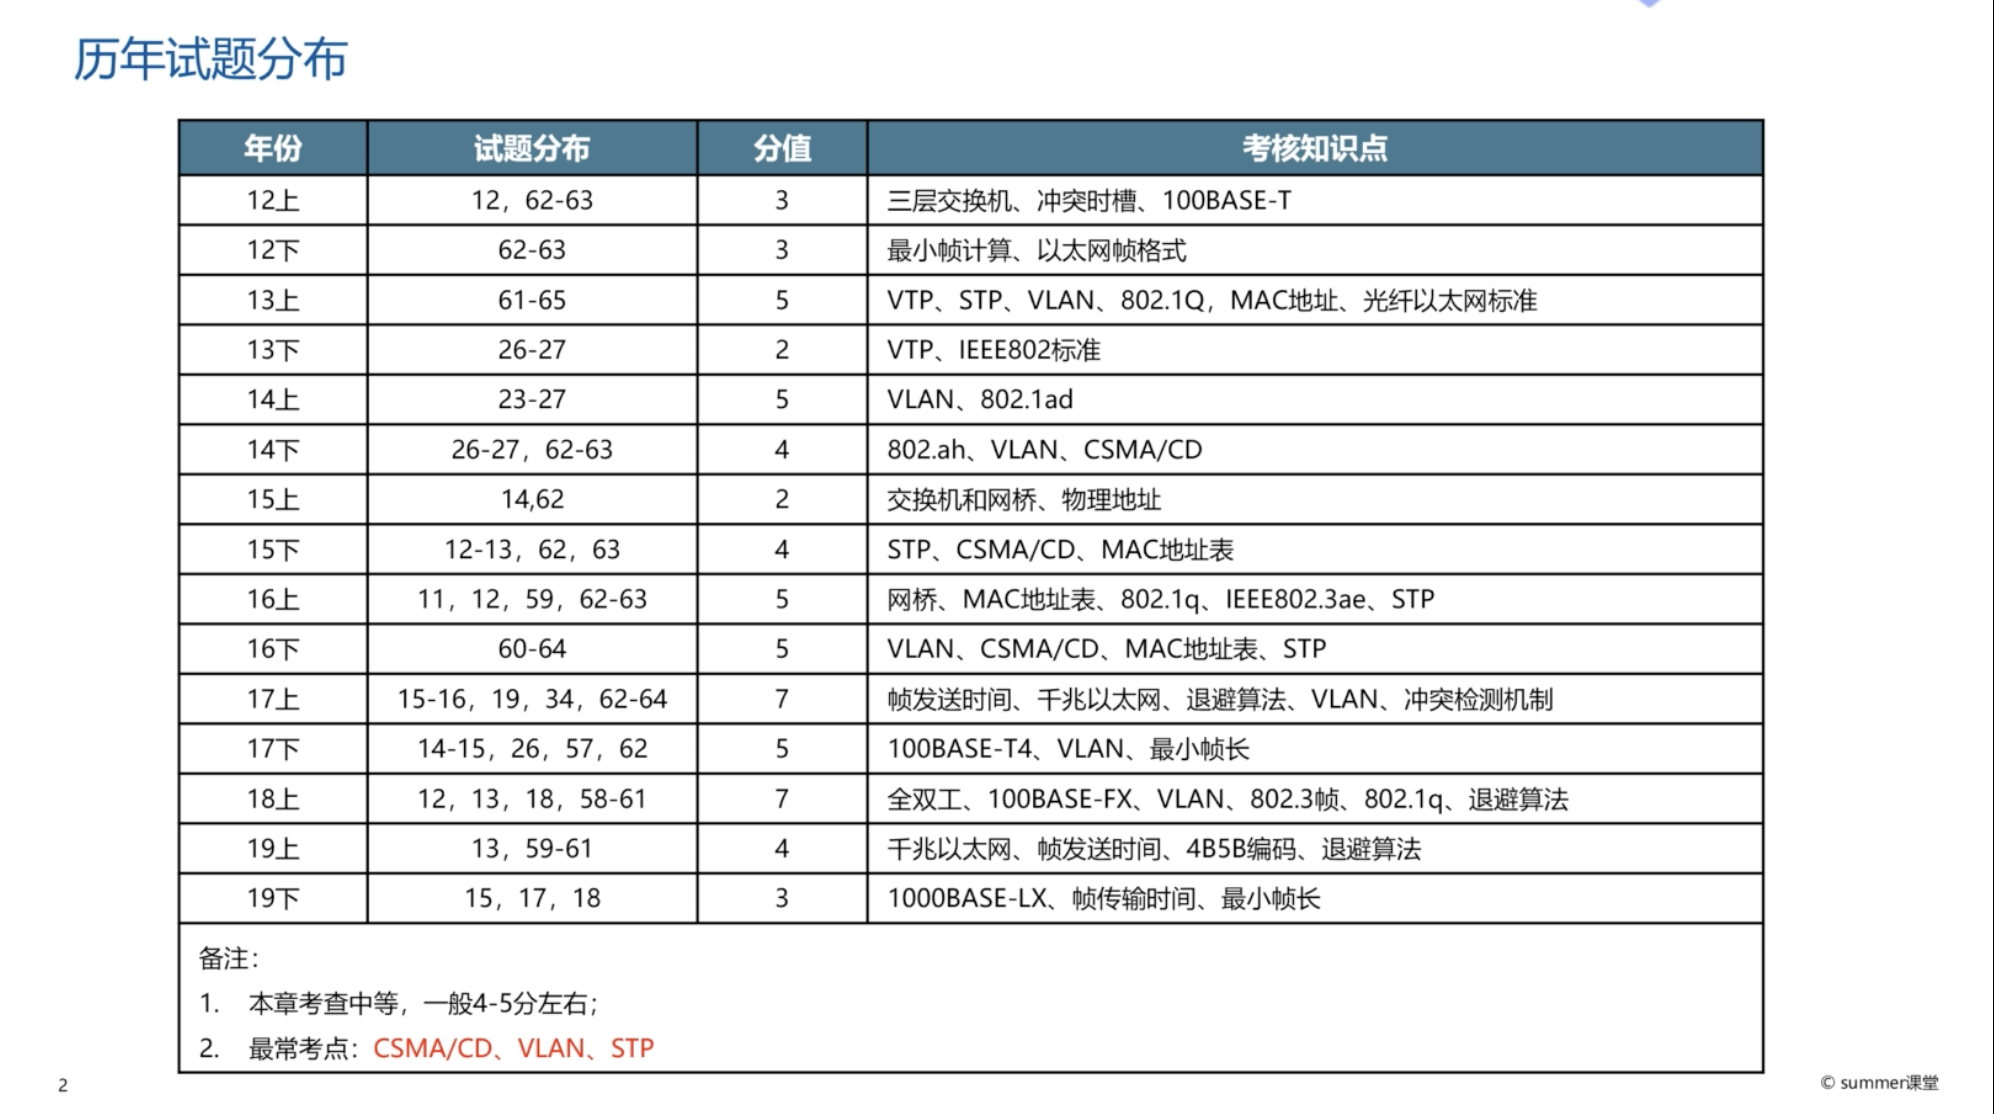 历年试题分布
年份 试题分布 分值 考核知识点
12上 12，62-63 3 三层交换机、冲突时槽、100BASE-T
12下 62-63 3 最小帧计算、以太网帧格式
13上 61-65 5 VTP、STP、VLAN、802.1Q，MAC地址、光纤以太网标准
13下 26-27 2 VTP、IEEE802标准
14上 23-27 5 VLAN、802.1ad
14下 26-27，62-63 4 802.ah、VLAN、CSMA/CD
15上 14,62 2 交换机和网桥、物理地址
15下 12-13，62，63 4 STP、CSMA/CD、MAC地址表
16上 11，12，59，62-63 5 网桥、MAC地址表、802.1q、IEEE802.3ae、STP
16下 60-64 5 VLAN、CSMA/CD、MAC地址表、STP
17上 15-16，19，34，62-64 7 帧发送时间、千兆以太网、退避算法、VLAN、冲突检测机制
17下 14-15，26，57，62 5 100BASE-T4、VLAN、最小帧长
18上 12，13，18，58-61 7 全双工、100BASE-FX、VLAN、802.3帧、802.1q、退避算法
19上 13，59-61 4 千兆以太网、帧发送时间、4B5B编码、退避算法
19下 15，17，18 3 1000BASE-LX、帧传输时间、最小帧长
备注：
1. 本章考查中等，一般4-5分左右；
2. 最常考点：CSMA/CD、VLAN、STP
2
© summer课堂